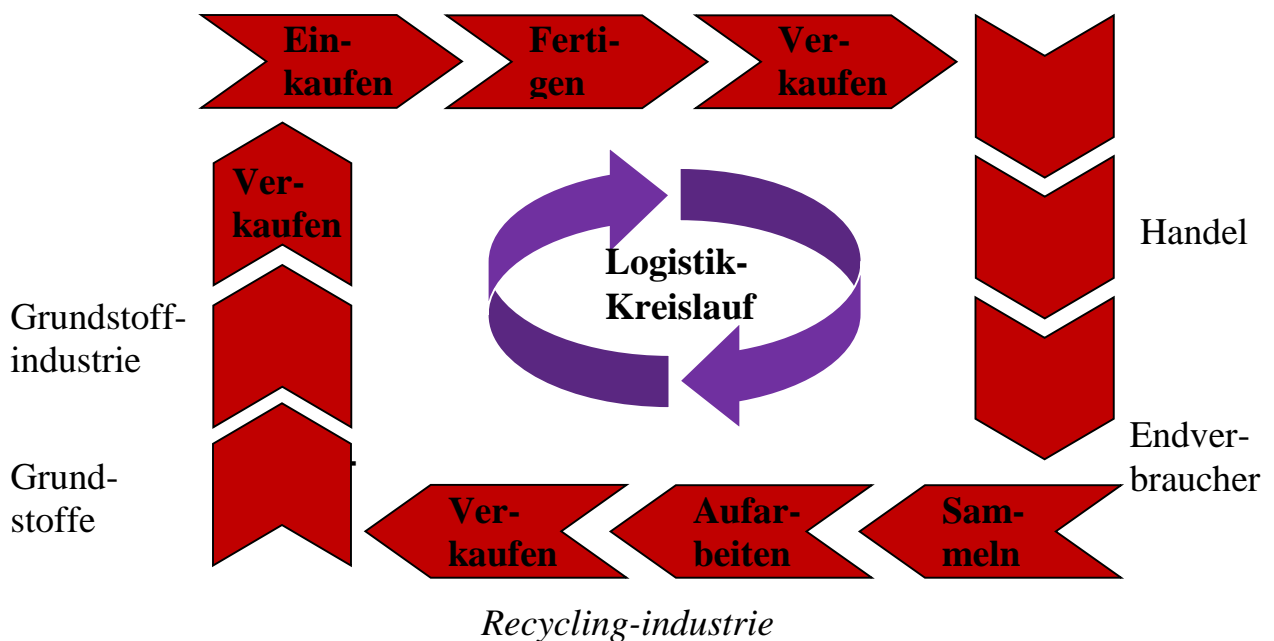 Ein-
kaufen
Ferti-
gen
Ver-
kaufen
Ver-
kaufen
Logistik-
Kreislauf
Handel
Grundstoff-
industrie
Endver-
braucher
Grund-
stoffe
Ver-
kaufen
Aufar-
beiten
Sam-
meln
Recycling-industrie